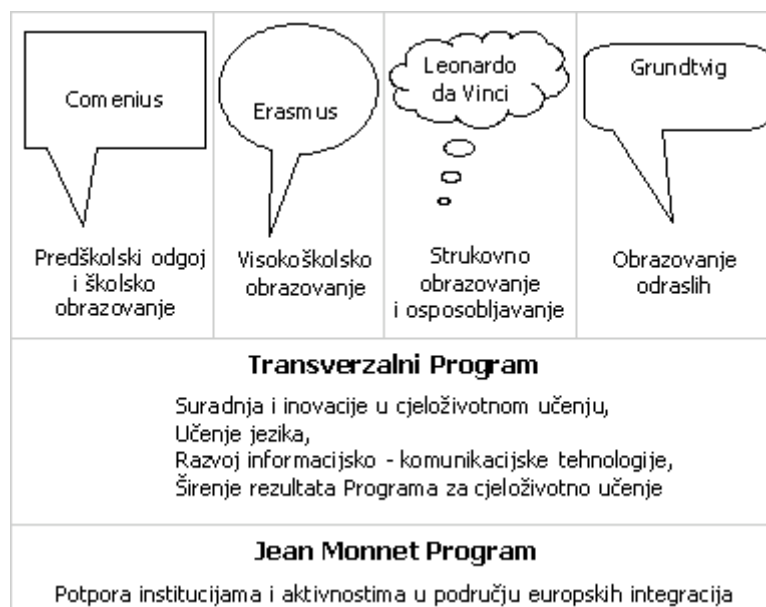 Comenius
Erasmus
Leonardo
da Vinci
Grundtvig
Predškolski odgoj
i školsko
obrazovanje
Visokoškolsko
obrazovanje
Strukovno
obrazovanje
i osposobljavanje
Obrazovanje
odraslih
Transverzalni Program
Suradnja i inovacije u cjeloživotnom učenju,
Učenje jezika,
Razvoj informacijsko - komunikacijske tehnologije,
Širenje rezultata Programa za cjeloživotno učenje
Jean Monnet Program
Potpora institucijama i aktivnostima u području europskih integracija